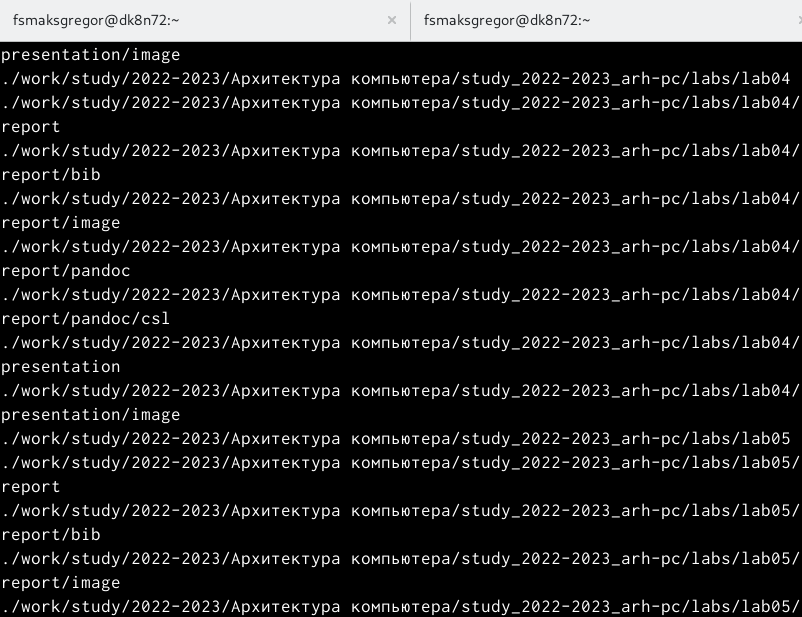 fsmaksgregor@dk8n72:~ × fsmaksgregor@dk8n72:~
presentation/image
./work/study/2022-2023/Архитектура компьютера/study_2022-2023_arh-pc/labs/lab04
./work/study/2022-2023/Архитектура компьютера/study_2022-2023_arh-pc/labs/lab04/
report
./work/study/2022-2023/Архитектура компьютера/study_2022-2023_arh-pc/labs/lab04/
report/bib
./work/study/2022-2023/Архитектура компьютера/study_2022-2023_arh-pc/labs/lab04/
report/image
./work/study/2022-2023/Архитектура компьютера/study_2022-2023_arh-pc/labs/lab04/
report/pandoc
./work/study/2022-2023/Архитектура компьютера/study_2022-2023_arh-pc/labs/lab04/
report/pandoc/csl
./work/study/2022-2023/Архитектура компьютера/study_2022-2023_arh-pc/labs/lab04/
presentation
./work/study/2022-2023/Архитектура компьютера/study_2022-2023_arh-pc/labs/lab04/
presentation/image
./work/study/2022-2023/Архитектура компьютера/study_2022-2023_arh-pc/labs/lab05
./work/study/2022-2023/Архитектура компьютера/study_2022-2023_arh-pc/labs/lab05/
report
./work/study/2022-2023/Архитектура компьютера/study_2022-2023_arh-pc/labs/lab05/
report/bib
./work/study/2022-2023/Архитектура компьютера/study_2022-2023_arh-pc/labs/lab05/
report/image
./work/study/2022-2023/Архитектура компьютера/study_2022-2023_arh-pc/labs/lab05/